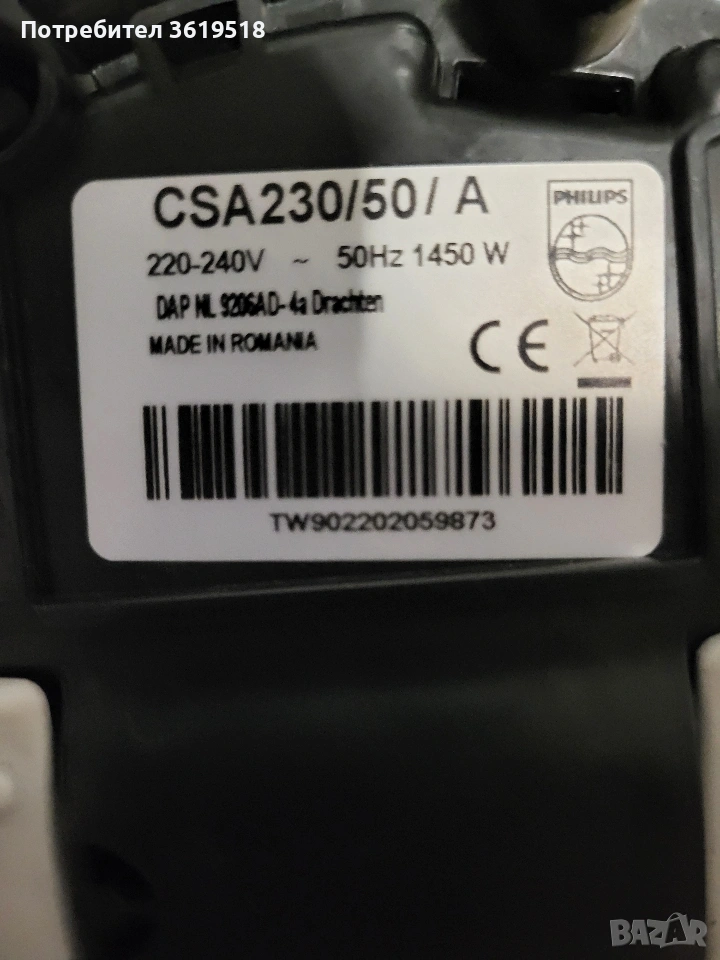 Потребител 3619518
CSA230/50/ A
PHILIPS
220-240V ~ 50Hz 1450 W
DAP NL 9206AD-4a Drachten
MADE IN ROMANIA
CE
TW902202059873
BAZAR